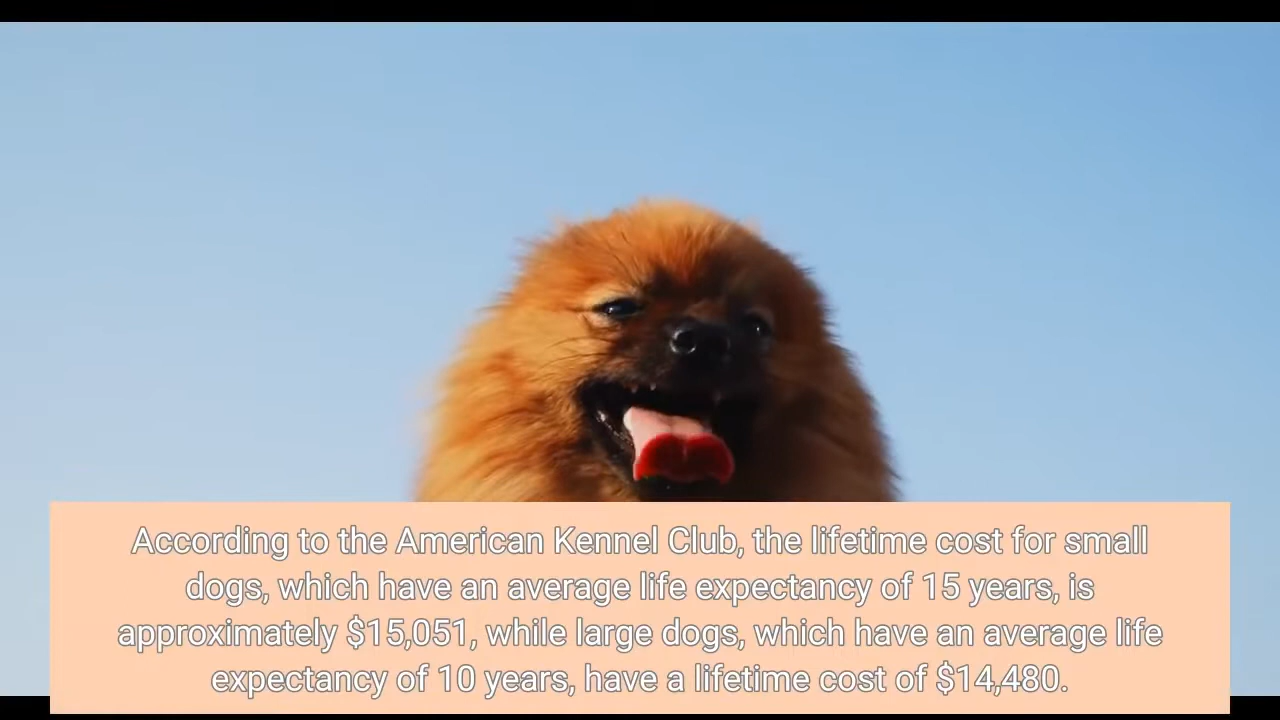 According to the American Kennel Club, the lifetime cost for small
dogs, which have an average life expectancy of 15 years, is
approximately $15,051, while large dogs, which have an average life
expectancy of 10 years, have a lifetime cost of $14,480.